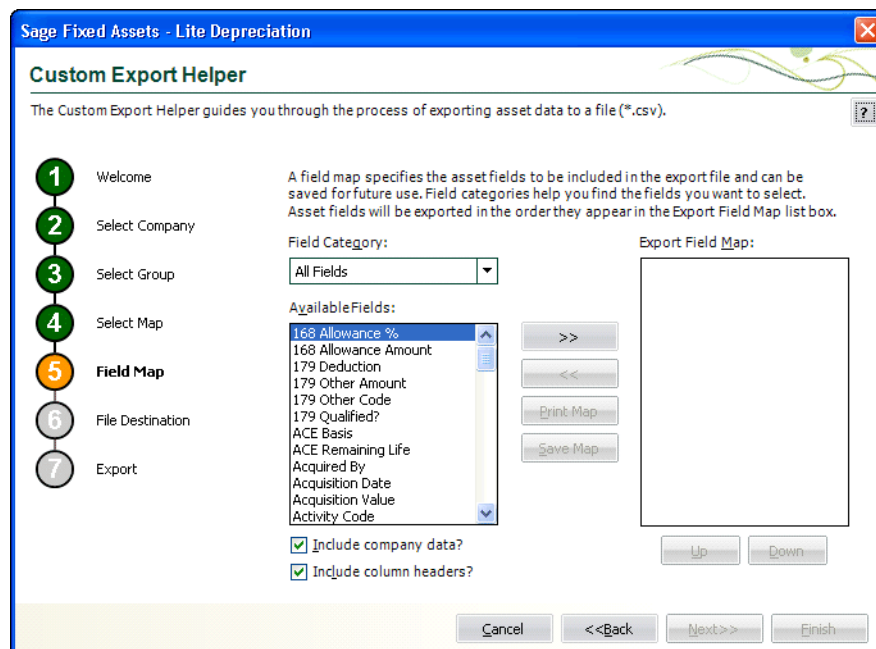 Sage Fixed Assets - Lite Depreciation
Custom Export Helper
The Custom Export Helper guides you through the process of exporting asset data to a file (*.csv).
?
1 Welcome
2 Select Company
3 Select Group
4 Select Map
5 Field Map
6 File Destination
7 Export
A field map specifies the asset fields to be included in the export file and can be
saved for future use. Field categories help you find the fields you want to select.
Asset fields will be exported in the order they appear in the Export Field Map list box.
Field Category:
All Fields
Available Fields:
168 Allowance %
168 Allowance Amount
179 Deduction
179 Other Amount
179 Other Code
179 Qualified?
ACE Basis
ACE Remaining Life
Acquired By
Acquisition Date
Acquisition Value
Activity Code
Include company data?
Include column headers?
>>
<<
Print Map
Save Map
Export Field Map:
Up
Down
Cancel
<<Back
Next>>
Finish